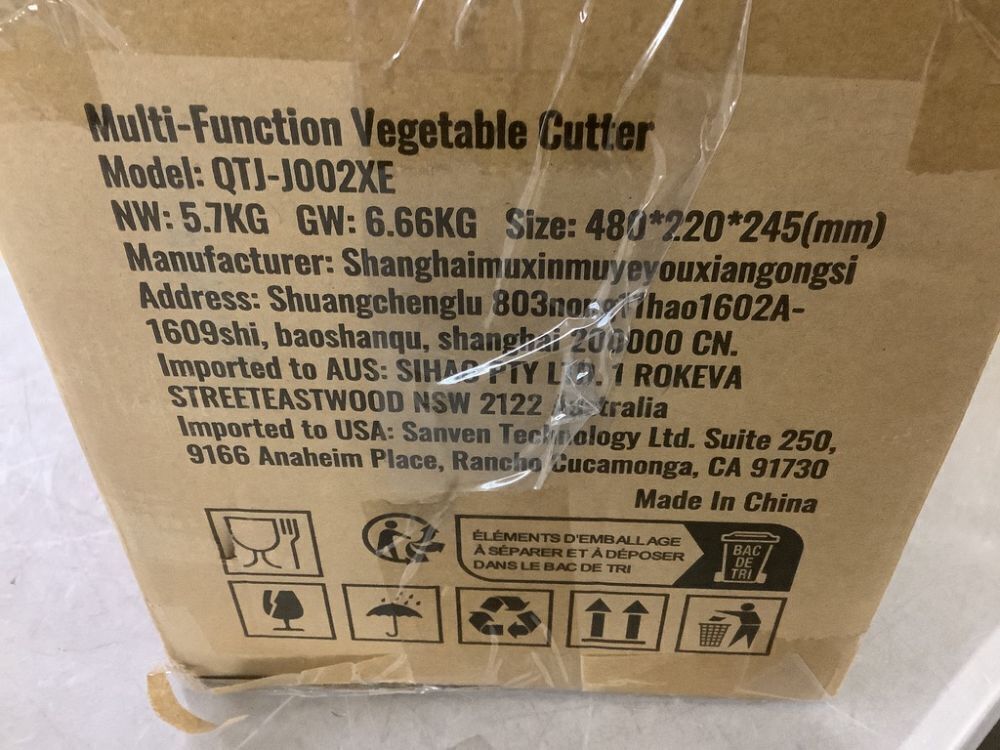 Multi-Function Vegetable Cutter
Model: QTJ-J002XE
NW: 5.7KG GW: 6.66KG Size: 480*220*245(mm)
Manufacturer: Shanghaimuxinmuyeyouxiangongsi
Address: Shuangchenglu
1609shi, baoshanqu, shanghai 200000 CN.
Imported to AUS: SIHAO PTY LTD. 1 ROKEVA
STREETEASTWOOD NSW 2122 Australia
Imported to USA: Sanven Technology Ltd. Suite 250,
9166 Anaheim Place, Rancho Cucamonga, CA 91730
Made In China
ÉLÉMENTS D'EMBALLAGE
À SÉPARER ET À DÉPOSER
DANS LE BAC DE TRI
BAC
DE
TRI